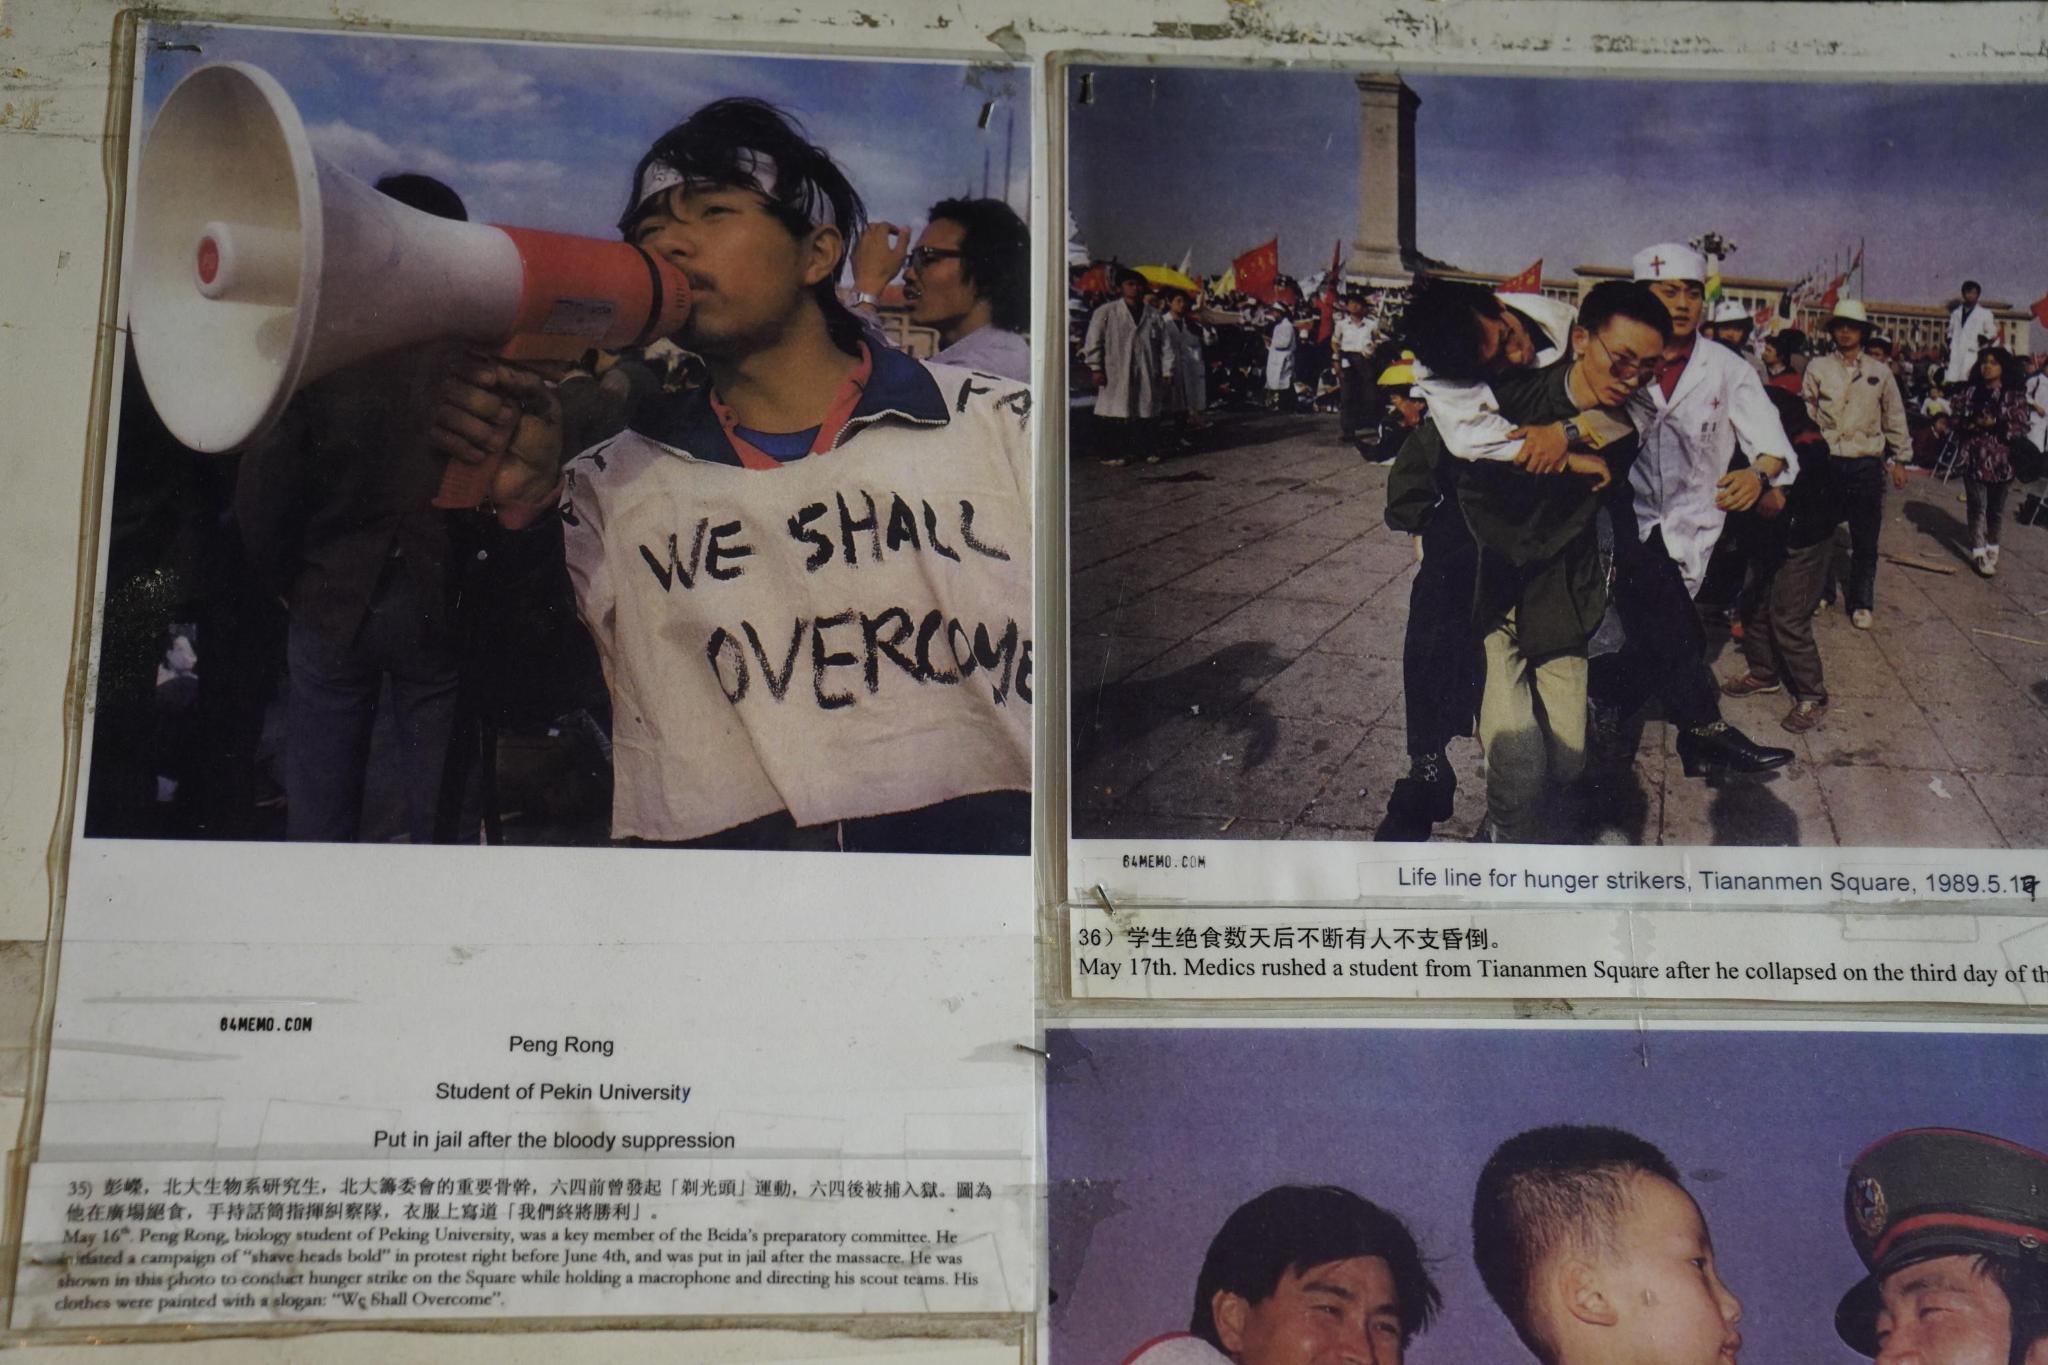 WE SHALL
OVERCOME
64MEMO.COM
Peng Rong
Student of Pekin University
Put in jail after the bloody suppression
35) 彭嶸，北大生物系研究生，北大籌委會的重要骨幹，六四前曾發起「剃光頭」運動，六四後被捕入獄。圖為
他在廣場絕食，手持話筒指揮糾察隊，衣服上寫道「我們終將勝利」。
May 16th. Peng Rong, biology student of Peking University, was a key member of the Beida's preparatory committee. He
initiated a campaign of "shave heads bold" in protest right before June 4th, and was put in jail after the massacre. He was
shown in this photo to conduct hunger strike on the Square while holding a macrophone and directing his scout teams. His
clothes were painted with a slogan: "We Shall Overcome".
64MEMO.COM
Life line for hunger strikers, Tiananmen Square, 1989.5.17
36）学生绝食数天后不断有人不支昏倒。
May 17th. Medics rushed a student from Tiananmen Square after he collapsed on the third day of th